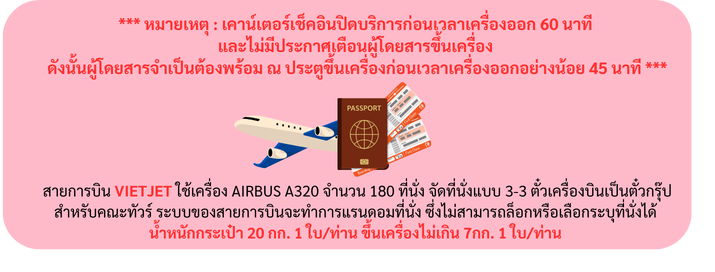 *** หมายเหตุ : เคาน์เตอร์เช็คอินปิดบริการก่อนเวลาเครื่องออก 60 นาที
และไม่มีประกาศเตือนผู้โดยสารขึ้นเครื่อง
ดังนั้นผู้โดยสารจำเป็นต้องพร้อม ณ ประตูขึ้นเครื่องก่อนเวลาเครื่องออกอย่างน้อย 45 นาที ***
PASSPORT
สายการบิน VIETJET ใช้เครื่อง AIRBUS A320 จำนวน 180 ที่นั่ง จัดที่นั่งแบบ 3-3 ตั๋วเครื่องบินเป็นตั๋วกรุ๊ป
สำหรับคณะทัวร์ ระบบของสายการบินจะทำการแรนดอมที่นั่ง ซึ่งไม่สามารถล็อกหรือเลือกระบุที่นั่งได้
น้ำหนักกระเป๋า 20 กก. 1 ใบ/ท่าน ขึ้นเครื่องไม่เกิน 7กก. 1 ใบ/ท่าน